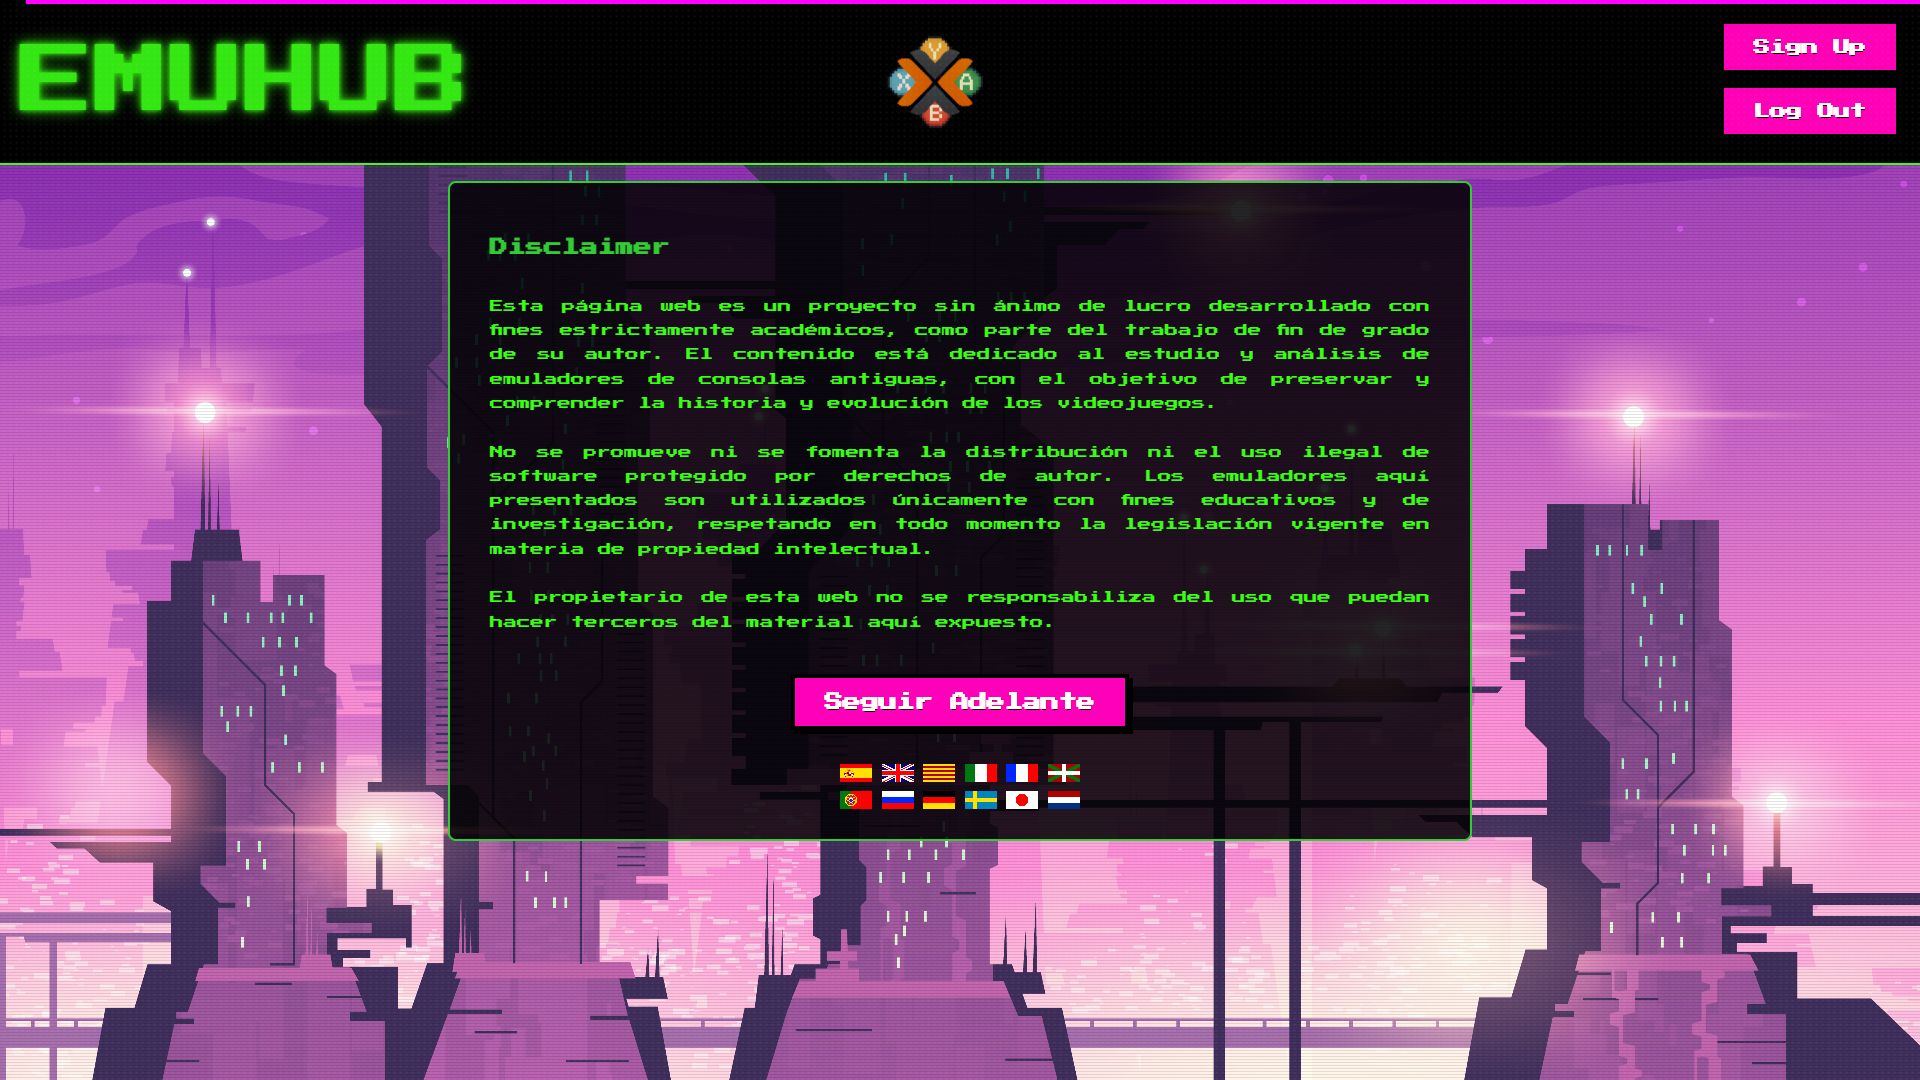 EMUHUB
Y
X A
B
Sign Up
Log Out
Disclaimer
Esta página web es un proyecto sin ánimo de lucro desarrollado con
fines estrictamente académicos, como parte del trabajo de fin de grado
de su autor. El contenido está dedicado al estudio y análisis de
emuladores de consolas antiguas, con el objetivo de preservar y
comprender la historia y evolución de los videojuegos.
No se promueve ni se fomenta la distribución ni el uso ilegal de
software protegido por derechos de autor. Los emuladores aquí
presentados son utilizados únicamente con fines educativos y de
investigación, respetando en todo momento la legislación vigente en
materia de propiedad intelectual.
El propietario de esta web no se responsabiliza del uso que puedan
hacer terceros del material aquí expuesto.
Seguir Adelante